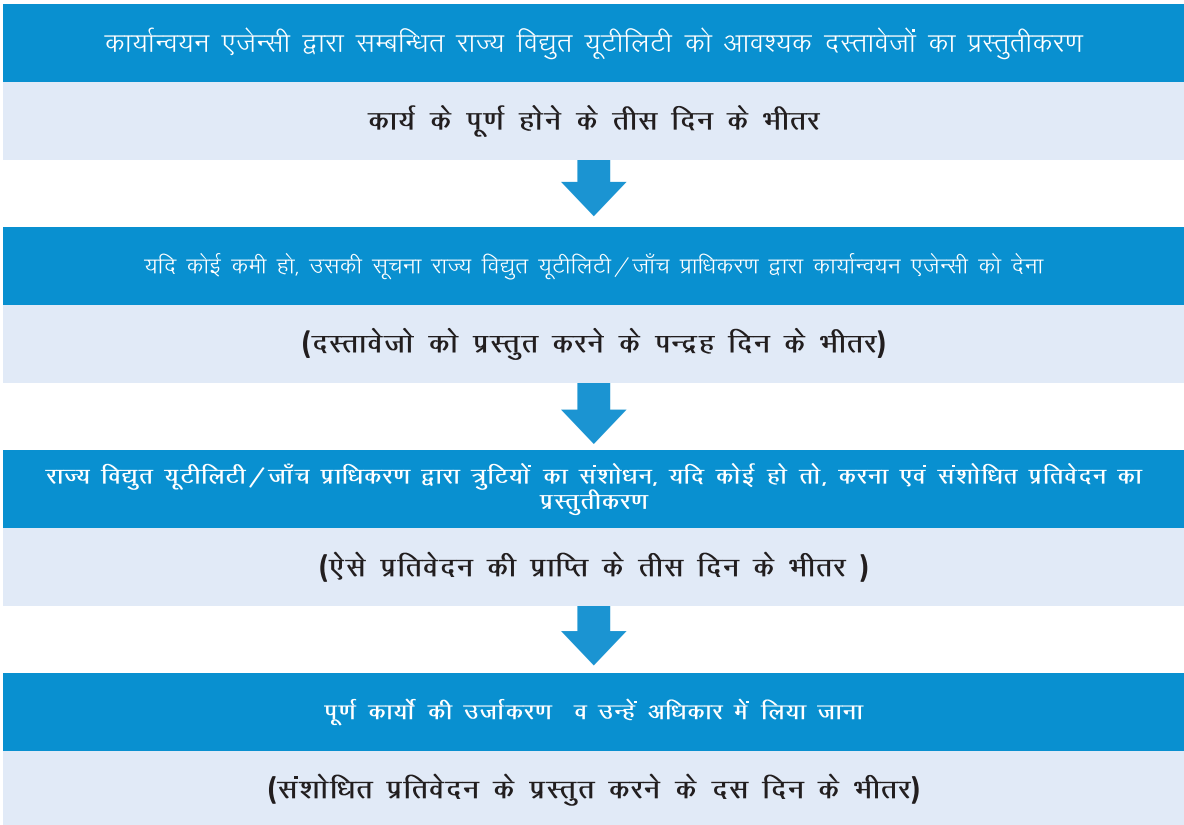 कार्यान्वयन एजेन्सी द्वारा सम्बन्धित राज्य विद्युत यूटीलिटी को आवश्यक दस्तावेजों का प्रस्तुतीकरण
कार्य के पूर्ण होने के तीस दिन के भीतर
यदि कोई कमी हो, उसकी सूचना राज्य विद्युत यूटीलिटी/जाँच प्राधिकरण द्वारा कार्यान्वयन एजेन्सी को देना
(दस्तावेजो को प्रस्तुत करने के पन्द्रह दिन के भीतर)
राज्य विद्युत यूटीलिटी/जाँच प्राधिकरण द्वारा त्रुटियों का संशोधन, यदि कोई हो तो, करना एवं संशोधित प्रतिवेदन का
प्रस्तुतीकरण
(ऐसे प्रतिवेदन की प्राप्ति के तीस दिन के भीतर )
पूर्ण कार्यो की उर्जाकरण व उन्हें अधिकार में लिया जाना
(संशोधित प्रतिवेदन के प्रस्तुत करने के दस दिन के भीतर)